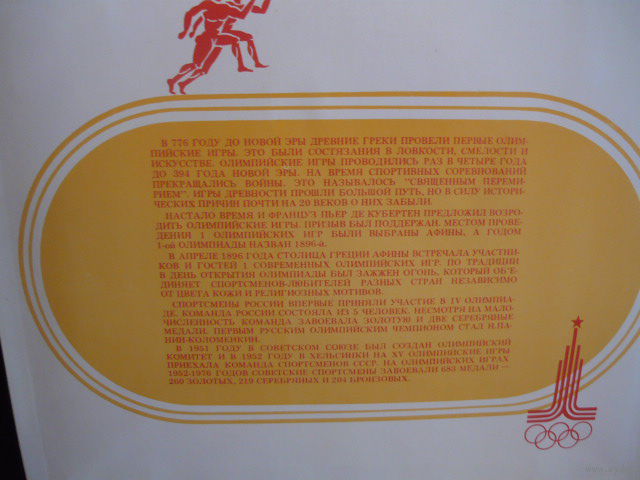 В 776 ГОДУ ДО НОВОЙ ЭРЫ ДРЕВНИЕ ГРЕКИ ПРОВЕЛИ ПЕРВЫЕ ОЛИМ-
ПИЙСКИЕ ИГРЫ. ЭТО БЫЛИ СОСТЯЗАНИЯ В ЛОВКОСТИ, СМЕЛОСТИ И
ИСКУССТВЕ. ОЛИМПИЙСКИЕ ИГРЫ ПРОВОДИЛИСЬ РАЗ В ЧЕТЫРЕ ГОДА
ДО 394 ГОДА НОВОЙ ЭРЫ. НА ВРЕМЯ СПОРТИВНЫХ СОРЕВНОВАНИЙ
ПРЕКРАЩАЛИСЬ ВОЙНЫ. ЭТО НАЗЫВАЛОСЬ "СВЯЩЕННЫМ ПЕРЕМИ-
РИЕМ". ИГРЫ ДРЕВНОСТИ ПРОШЛИ БОЛЬШОЙ ПУТЬ, НО В СИЛУ ИСТОРИ-
ЧЕСКИХ ПРИЧИН ПОЧТИ НА 20 ВЕКОВ О НИХ ЗАБЫЛИ.
НАСТАЛО ВРЕМЯ И ФРАНЦУЗ ПЬЕР ДЕ КУБЕРТЕН ПРЕДЛОЖИЛ ВОЗРО-
ДИТЬ ОЛИМПИЙСКИЕ ИГРЫ. ПРИЗЫВ БЫЛ ПОДДЕРЖАН. МЕСТОМ ПРОВЕ-
ДЕНИЯ 1 ОЛИМПИЙСКИХ ИГР БЫЛИ ВЫБРАНЫ АФИНЫ, А ГОДОМ
1-ой ОЛИМПИАДЫ НАЗВАН 1896-й.
В АПРЕЛЕ 1896 ГОДА СТОЛИЦА ГРЕЦИИ АФИНЫ ВСТРЕЧАЛА УЧАСТНИ-
КОВ И ГОСТЕЙ 1 СОВРЕМЕННЫХ ОЛИМПИЙСКИХ ИГР. ПО ТРАДИЦИИ
В ДЕНЬ ОТКРЫТИЯ ОЛИМПИАДЫ БЫЛ ЗАЖЖЕН ОГОНЬ, КОТОРЫЙ ОБЪЕ-
ДИНЯЕТ СПОРТСМЕНОВ-ЛЮБИТЕЛЕЙ РАЗНЫХ СТРАН НЕЗАВИСИМО
ОТ ЦВЕТА КОЖИ И РЕЛИГИОЗНЫХ МОТИВОВ.
СПОРТСМЕНЫ РОССИИ ВПЕРВЫЕ ПРИНЯЛИ УЧАСТИЕ В IV ОЛИМПИА-
ДЕ. КОМАНДА РОССИИ СОСТОЯЛА ИЗ 5 ЧЕЛОВЕК. НЕСМОТРЯ НА МАЛО-
ЧИСЛЕННОСТЬ КОМАНДА ЗАВОЕВАЛА ЗОЛОТУЮ И ДВЕ СЕРЕБРЯНЫЕ
МЕДАЛИ. ПЕРВЫМ РУССКИМ ОЛИМПИЙСКИМ ЧЕМПИОНОМ СТАЛ Н.ПА-
НИН-КОЛОМЕНКИН.
В 1951 ГОДУ В СОВЕТСКОМ СОЮЗЕ БЫЛ СОЗДАН ОЛИМПИЙСКИЙ
КОМИТЕТ И В 1952 ГОДУ В ХЕЛЬСИНКИ НА XV ОЛИМПИЙСКИЕ ИГРЫ
ПРИЕХАЛА КОМАНДА СПОРТСМЕНОВ СССР. НА ОЛИМПИЙСКИХ ИГРАХ
1952-1976 ГОДОВ СОВЕТСКИЕ СПОРТСМЕНЫ ЗАВОЕВАЛИ 683 МЕДАЛИ –
260 ЗОЛОТЫХ, 219 СЕРЕБРЯНЫХ И 204 БРОНЗОВЫХ.